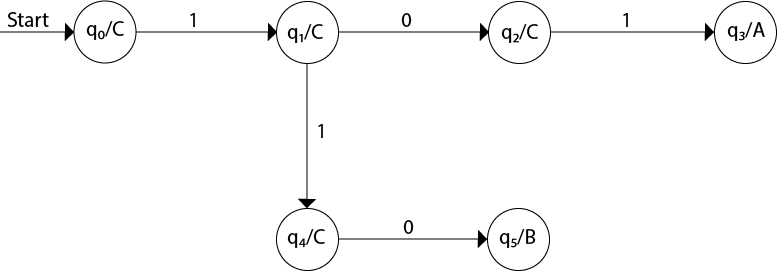 Start
q₀/C
1
q₁/C
0
q₂/C
1
q₃/A
1
q₄/C
0
q₅/B